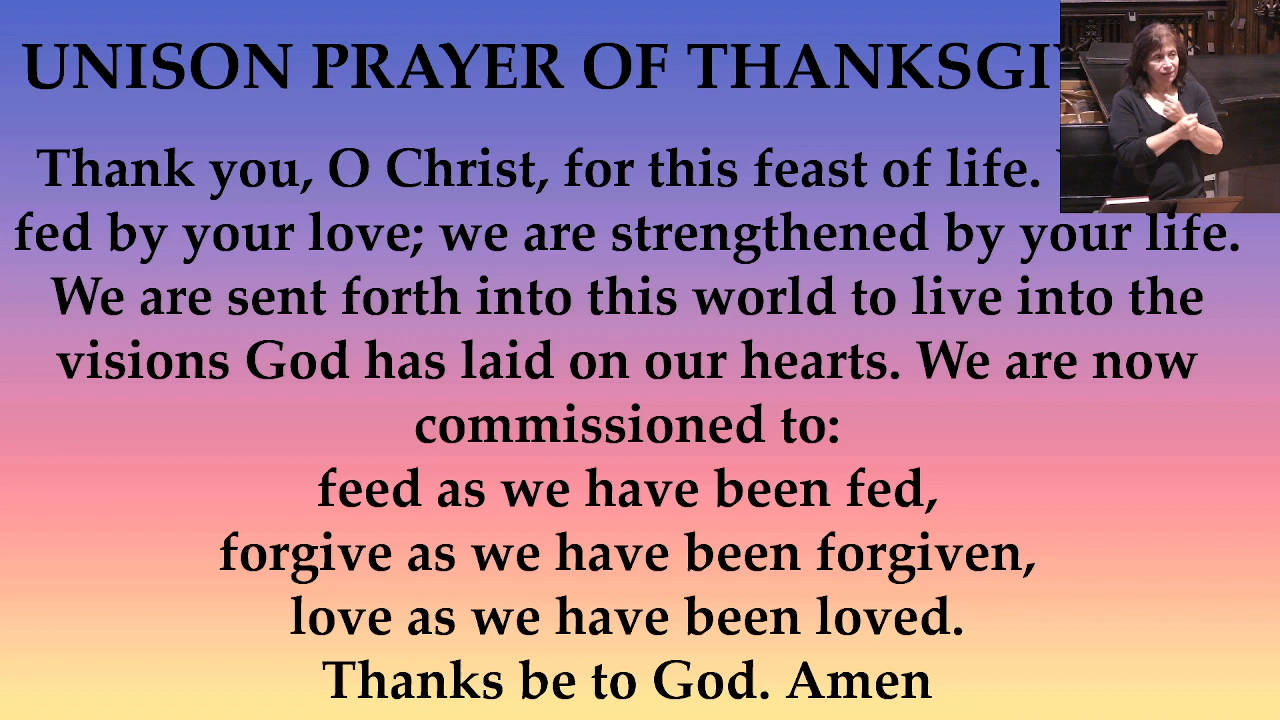 UNISON PRAYER OF THANKSGI
Thank you, O Christ, for this feast of life.
fed by your love; we are strengthened by your life.
We are sent forth into this world to live into the
visions God has laid on our hearts. We are now
commissioned to:
feed as we have been fed,
forgive as we have been forgiven,
love as we have been loved.
Thanks be to God. Amen